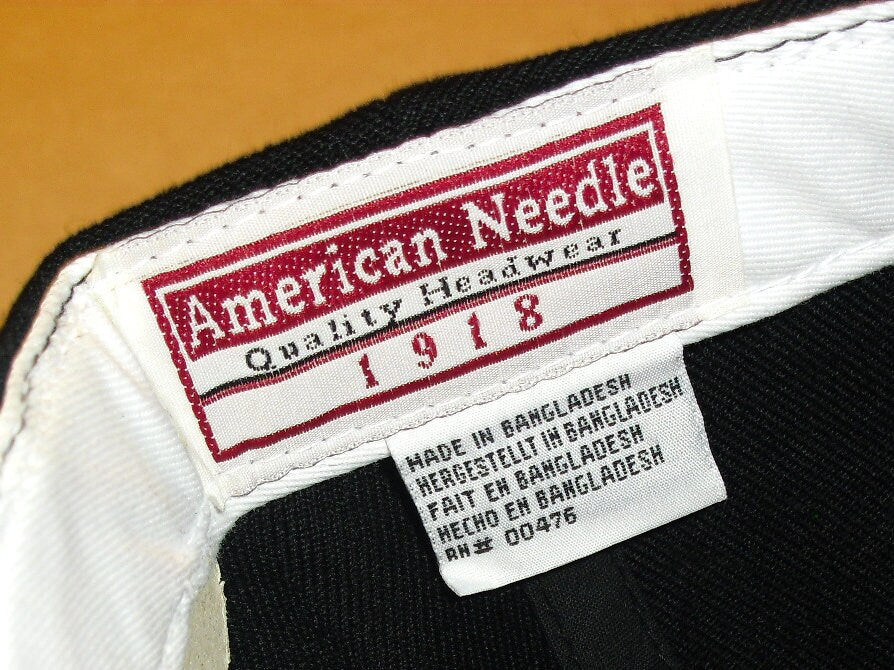 American Needle
Quality Headwear
1918
MADE IN BANGLADESH
HERGESTELLT IN BANGLADESH
FAIT EN BANGLADESH
HECHO EN BANGLADESH
RN# 00476